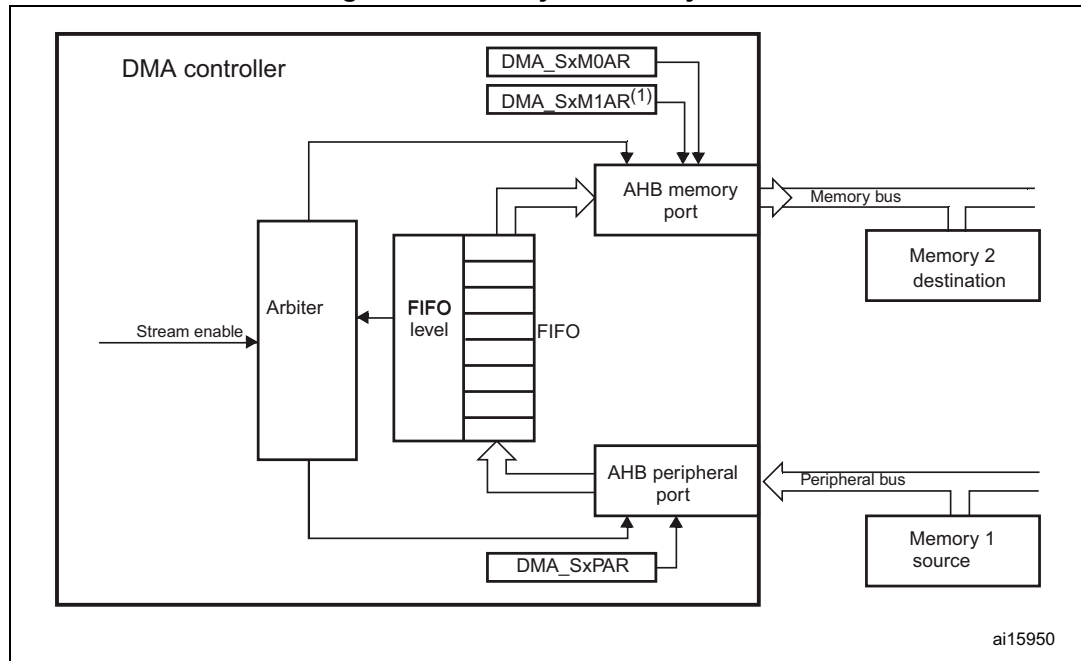 DMA controller
DMA_SxM0AR
DMA_SxM1AR(1)
AHB memory
port
Memory bus
Memory 2
destination
Arbiter
FIFO
level
FIFO
Stream enable
AHB peripheral
port
Peripheral bus
Memory 1
source
DMA_SxPAR
ai15950